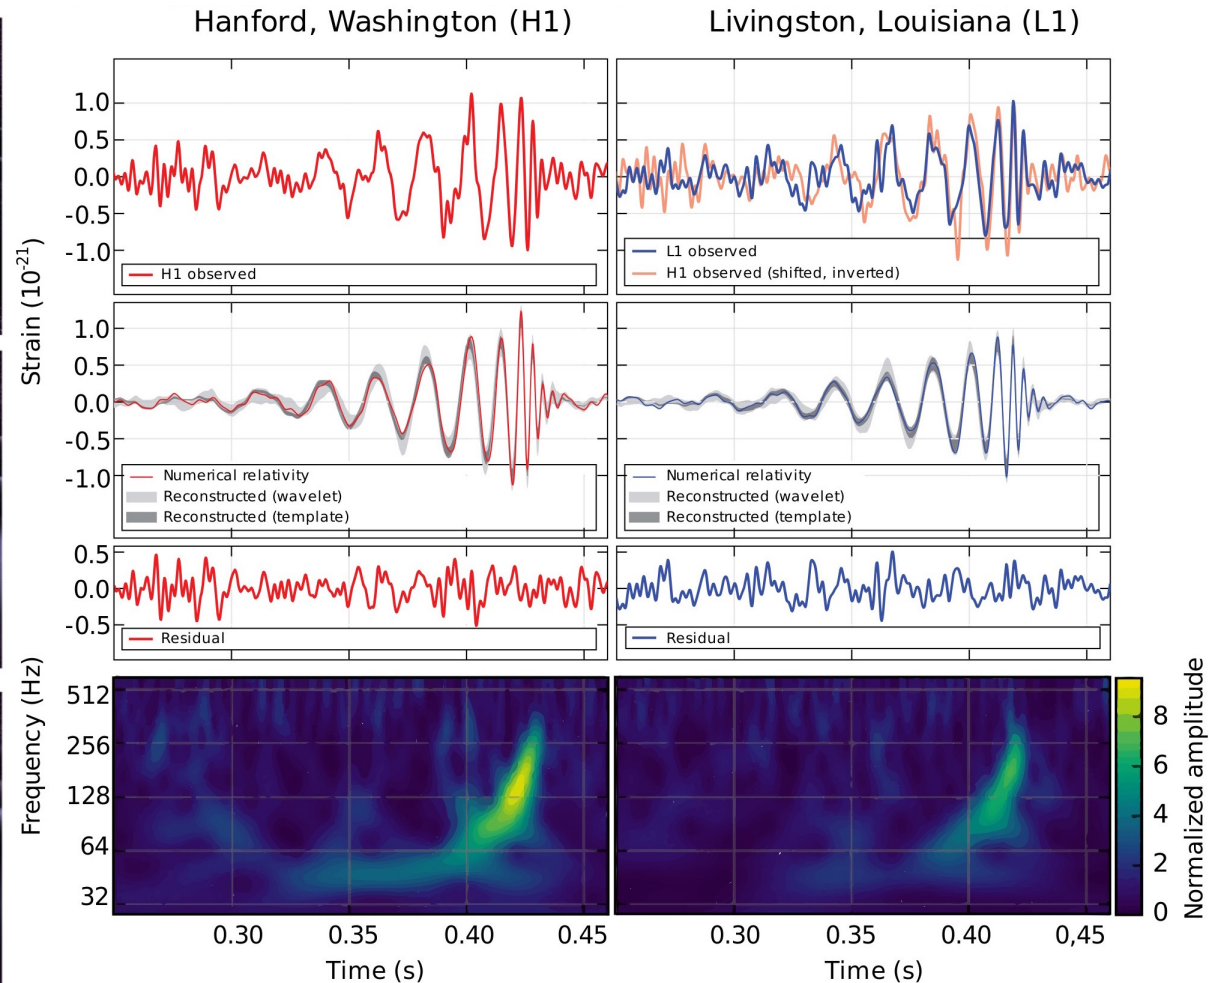 Hanford, Washington (H1)
Livingston, Louisiana (L1)
Strain (10-21)
1.0
0.5
0.0
-0.5
-1.0
H1 observed
L1 observed
H1 observed (shifted, inverted)
1.0
0.5
0.0
-0.5
-1.0
Numerical relativity
Reconstructed (wavelet)
Reconstructed (template)
Numerical relativity
Reconstructed (wavelet)
Reconstructed (template)
0.5
0.0
-0.5
Residual
Residual
Frequency (Hz)
512
256
128
64
32
0.30 0.35 0.40 0.45
Time (s)
0.30 0.35 0.40 0,45
Time (s)
8
6
4
2
0
Normalized amplitude